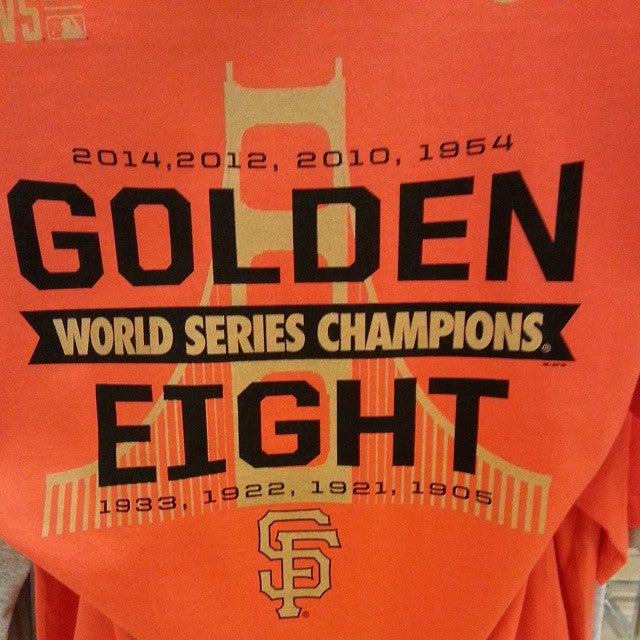 2014,2012, 2010, 1954
GOLDEN
WORLD SERIES CHAMPIONS®
EIGHT
1933, 1922, 1921, 1905
SF